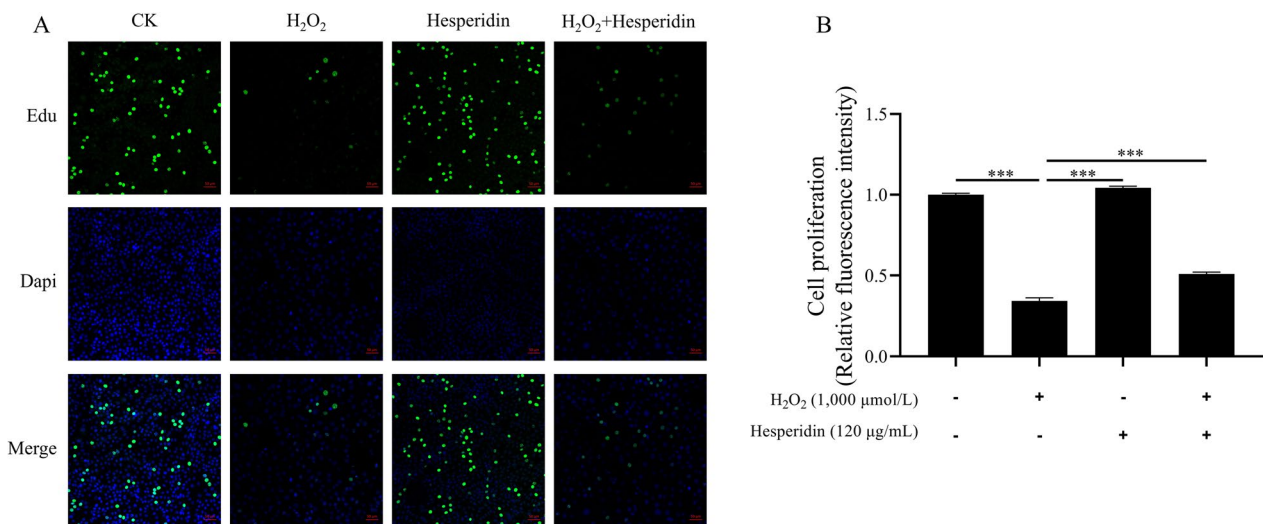 A
CK
H₂O₂
Hesperidin
H₂O₂+Hesperidin
Edu
Dapi
Merge
B
Cell proliferation
(Relative fluorescence intensity)
1.5
1.0
0.5
0.0
***
***
***
H₂O₂ (1,000 μmol/L) - + - +
Hesperidin (120 μg/mL) - - + +